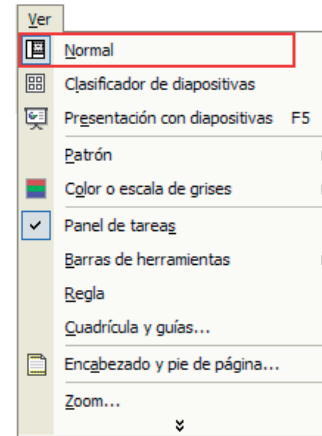 Ver
Normal
Clasificador de diapositivas
Presentación con diapositivas F5
Patrón
Color o escala de grises
Panel de tareas
Barras de herramientas
Regla
Cuadrícula y guías...
Encabezado y pie de página...
Zoom...